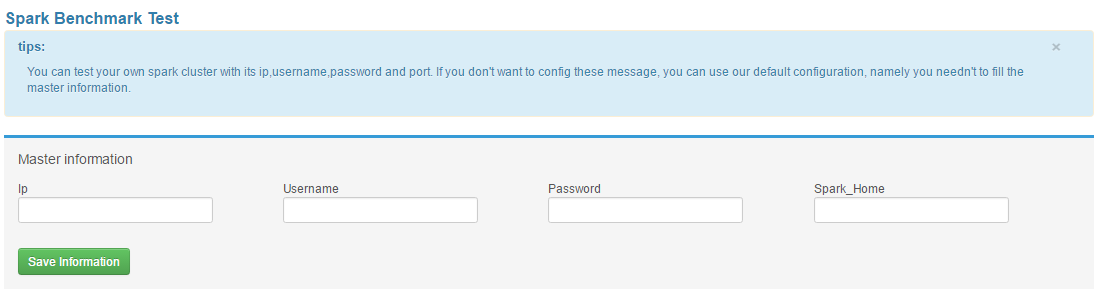 Spark Benchmark Test
tips:
×
You can test your own spark cluster with its ip,username,password and port. If you don't want to config these message, you can use our default configuration, namely you needn't to fill the
master information.
Master information
Ip Username Password Spark_Home
Save Information